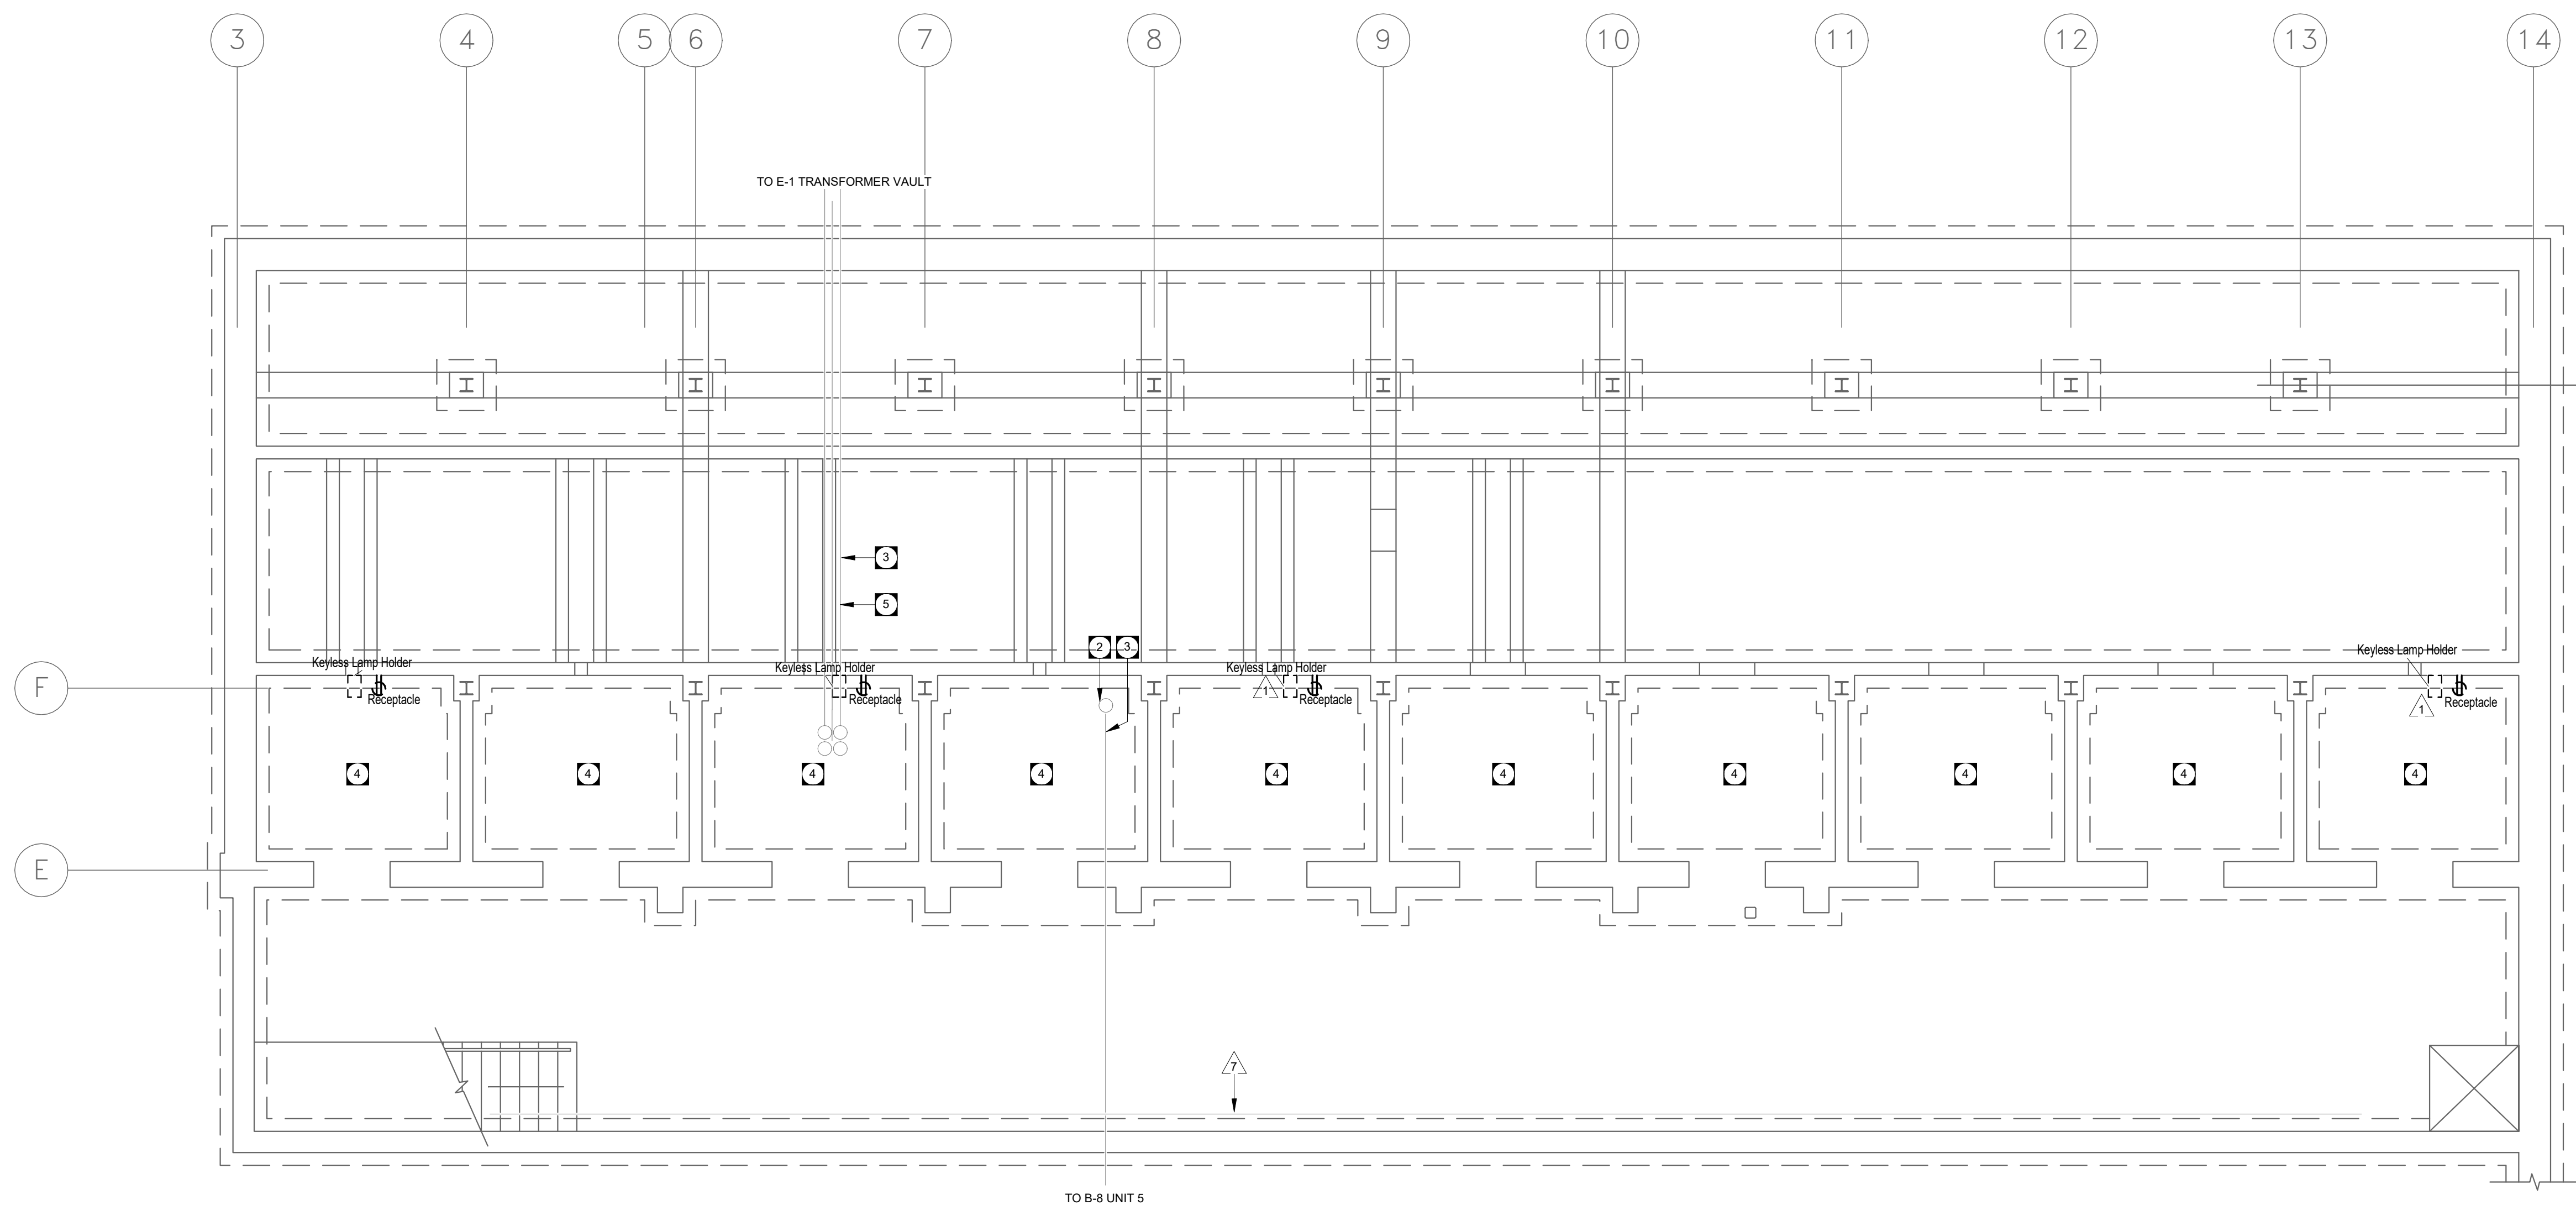 3 4 5 6 7 8 9 10 11 12 13 14
TO E-1 TRANSFORMER VAULT
3
5
2 3
Keyless Lamp Holder
Keyless Lamp Holder
Keyless Lamp Holder
Keyless Lamp Holder
F
1
Receptacle
Receptacle
Receptacle
Receptacle
1
4 4 4 4 4 4 4 4 4 4
E
7
TO B-8 UNIT 5